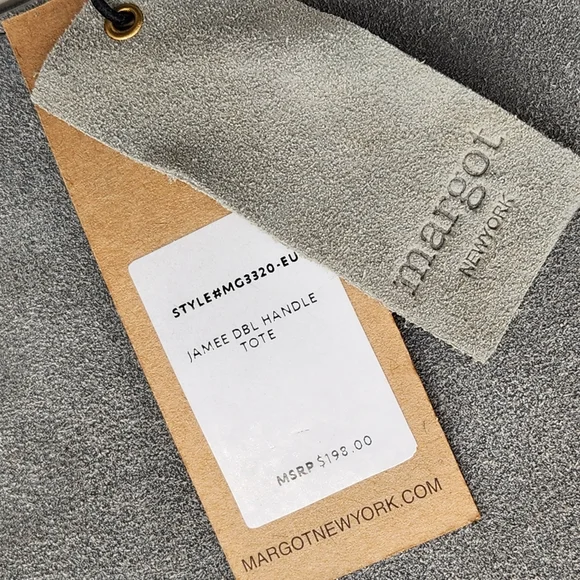 margot
NEWYORK
STYLE#MG3320-EU
JAMEE DBL HANDLE
TOTE
MSRP $198.00
MARGOTNEWYORK.COM